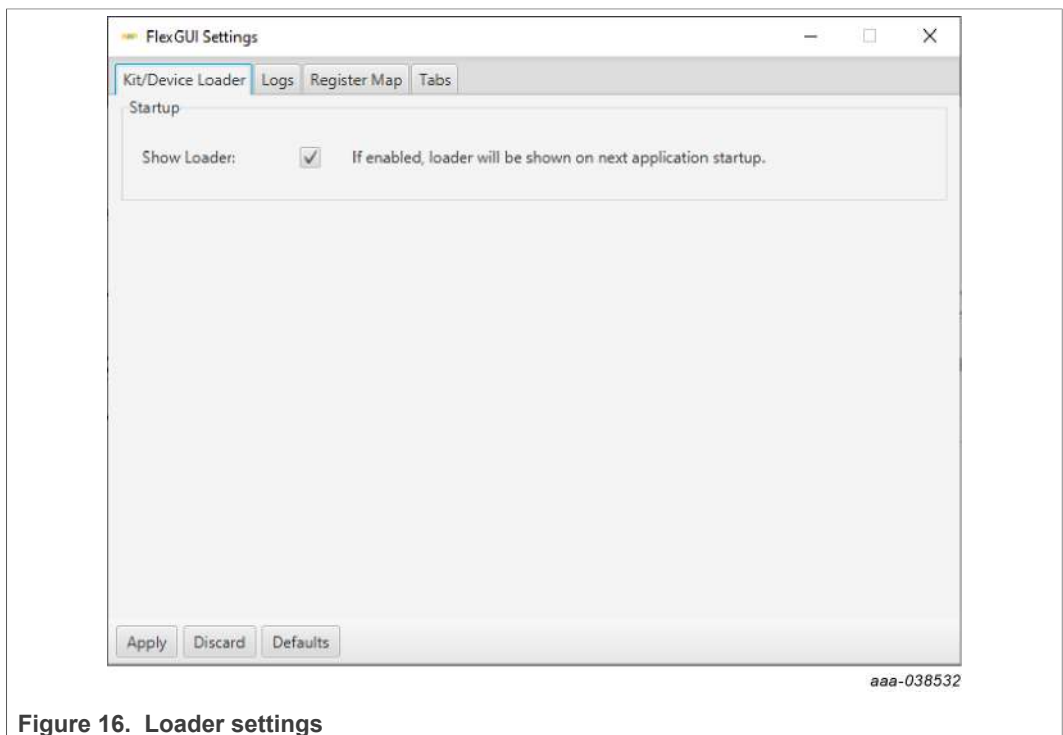 FlexGUI Settings
Kit/Device Loader Logs Register Map Tabs
Startup
Show Loader: If enabled, loader will be shown on next application startup.
Apply Discard Defaults
aaa-038532
Figure 16. Loader settings